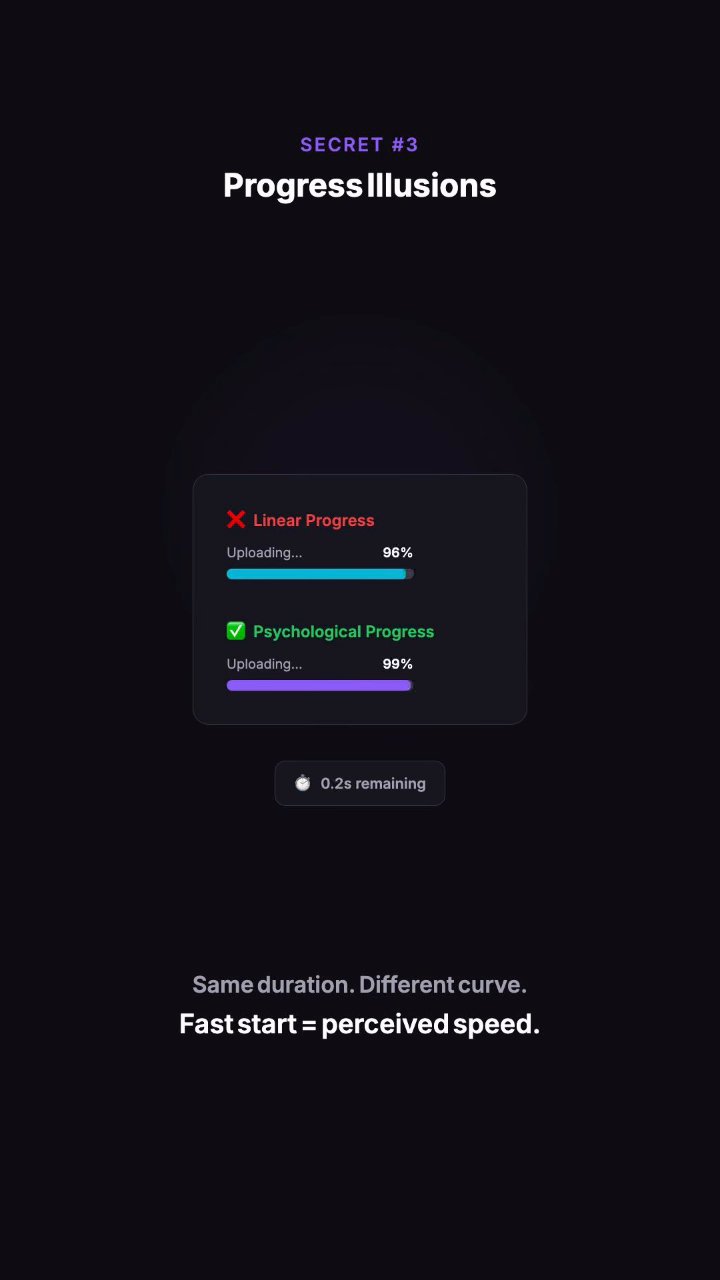 SECRET #3
Progress Illusions
❌ Linear Progress
Uploading... 96%
✅ Psychological Progress
Uploading... 99%
⏱️ 0.2s remaining
Same duration. Different curve.
Fast start = perceived speed.